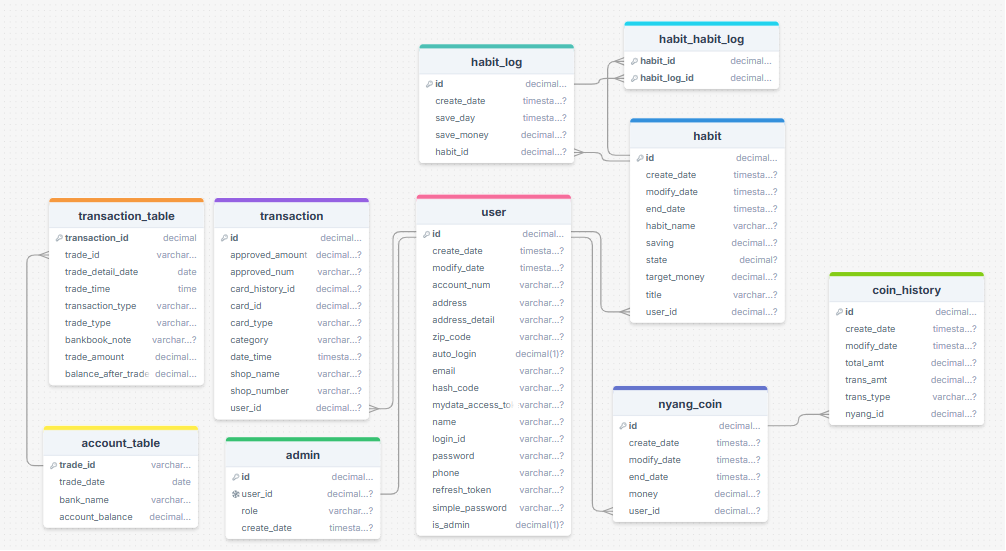 habit_habit_log
habit_id decimal...
habit_log_id decimal...
habit_log
id decimal...
create_date timesta...?
save_day timesta...?
save_money decimal...?
habit_id decimal...?
habit
id decimal...
create_date timesta...?
modify_date timesta...?
end_date timesta...?
habit_name varchar...?
saving decimal...?
state decimal?
target_money decimal...?
title varchar...?
user_id decimal...?
transaction_table
transaction_id decimal
trade_id varchar...
trade_detail_date date
trade_time time
transaction_type varchar...
trade_type varchar...
bankbook_note varchar...?
trade_amount decimal...
balance_after_trade decimal...
transaction
id decimal...
approved_amount decimal...?
approved_num varchar...?
card_history_id decimal...?
card_id decimal...?
card_type varchar...?
category varchar...?
date_time timesta...?
shop_name varchar...?
shop_number varchar...?
user_id decimal...?
user
id decimal...
create_date timesta...?
modify_date timesta...?
account_num varchar...?
address varchar...?
address_detail varchar...?
zip_code varchar...?
auto_login decimal(1)?
email varchar...?
hash_code varchar...?
mydata_access_to varchar...?
name varchar...?
login_id varchar...?
password varchar...?
phone varchar...?
refresh_token varchar...?
simple_password varchar...?
is_admin decimal(1)?
coin_history
id decimal...
create_date timesta...?
modify_date timesta...?
total_amt decimal...?
trans_amt decimal...?
trans_type varchar...?
nyang_id decimal...?
nyang_coin
id decimal...
create_date timesta...?
modify_date timesta...?
end_date timesta...?
money decimal...?
user_id decimal...?
account_table
trade_id varchar...
trade_date date
bank_name varchar...
account_balance decimal...
admin
id decimal...
user_id decimal...?
role varchar...?
create_date timesta...?